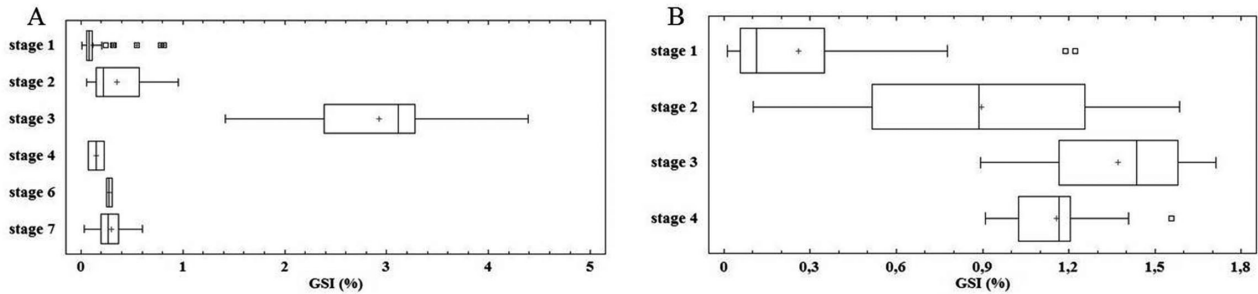 A
stage 1
stage 2
stage 3
stage 4
stage 6
stage 7
0 1 2 3 4 5
GSI (%)
B
stage 1
stage 2
stage 3
stage 4
0 0,3 0,6 0,9 1,2 1,5 1,8
GSI (%)